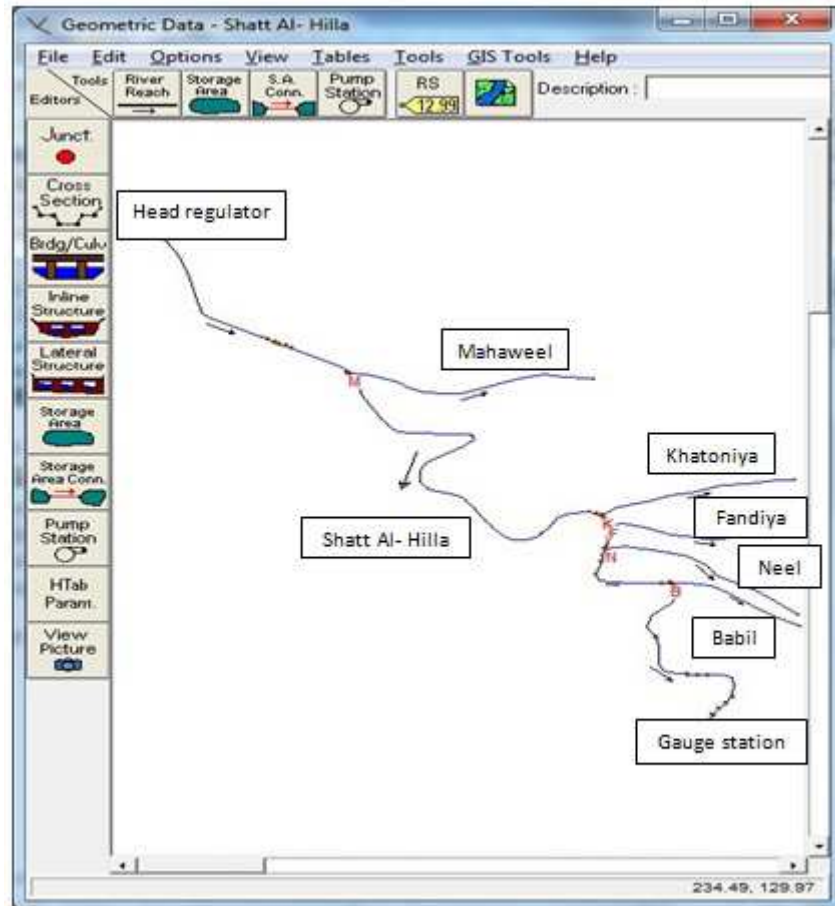 Geometric Data - Shatt Al- Hilla
File Edit Options View Tables Tools GIS Tools Help
Tools
Editors
River
Reach
Storage
Area
S.A.
Conn.
Pump
Station
RS
12.99
Description :
Junct.
Cross
Section
Brdg/Culv
Inline
Structure
Lateral
Structure
Storage
Area
Storage
Area Conn.
Pump
Station
HTab
Param.
View
Picture
Head regulator
Mahaweel
M
Khatoniya
K
Fandiya
F
Shatt Al- Hilla
N
Neel
B
Babil
Gauge station
234.49, 129.97